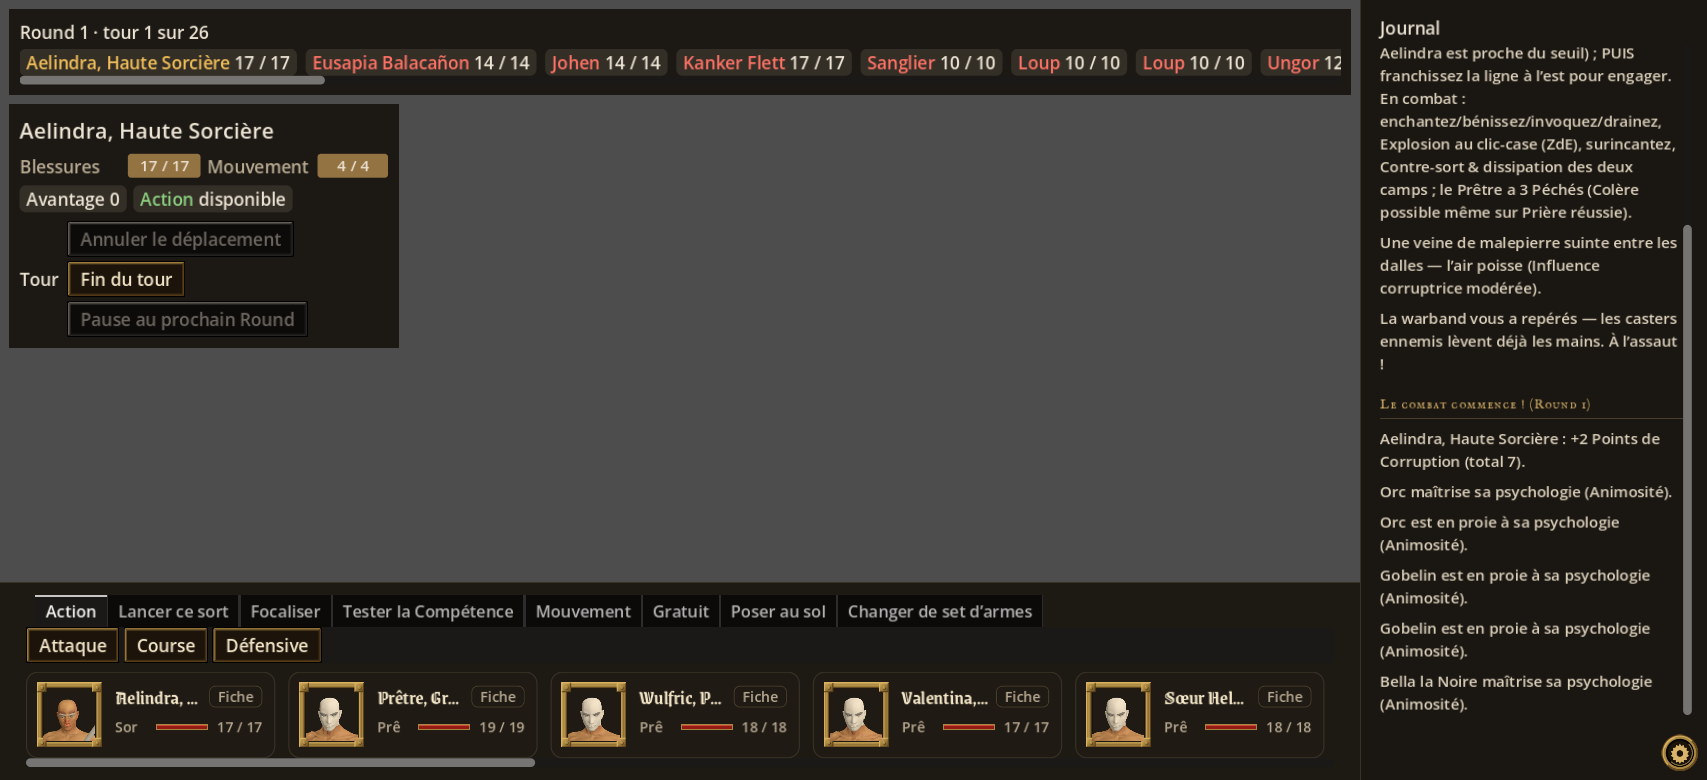 Round 1 · tour 1 sur 26
Aelindra, Haute Sorcière 17 / 17 Eusapia Balacañon 14 / 14 Johen 14 / 14 Kanker Flett 17 / 17 Sanglier 10 / 10 Loup 10 / 10 Loup 10 / 10 Ungor 12
Aelindra, Haute Sorcière
Blessures 17 / 17 Mouvement 4 / 4
Avantage 0 Action disponible
Annuler le déplacement
Tour Fin du tour
Pause au prochain Round
Journal
Aelindra est proche du seuil) ; PUIS
franchissez la ligne à l’est pour engager.
En combat :
enchantez/bénissez/invoquez/drainez,
Explosion au clic-case (ZdE), surincantez,
Contre-sort & dissipation des deux
camps ; le Prêtre a 3 Péchés (Colère
possible même sur Prière réussie).
Une veine de malepierre suinte entre les
dalles — l’air poisse (Influence
corruptrice modérée).
La warband vous a repérés — les casters
ennemis lèvent déjà les mains. À l’assaut
!
Le combat commence ! (Round 1)
Aelindra, Haute Sorcière : +2 Points de
Corruption (total 7).
Orc maîtrise sa psychologie (Animosité).
Orc est en proie à sa psychologie
(Animosité).
Gobelin est en proie à sa psychologie
(Animosité).
Gobelin est en proie à sa psychologie
(Animosité).
Bella la Noire maîtrise sa psychologie
(Animosité).
Action Lancer ce sort Focaliser Tester la Compétence Mouvement Gratuit Poser au sol Changer de set d’armes
Attaque Course Défensive
Aelindra, ... Fiche
Sor 17 / 17
Prêtre, Gr... Fiche
Prê 19 / 19
Wulfric, P... Fiche
Prê 18 / 18
Valentina,... Fiche
Prê 17 / 17
Sœur Hel... Fiche
Prê 18 / 18